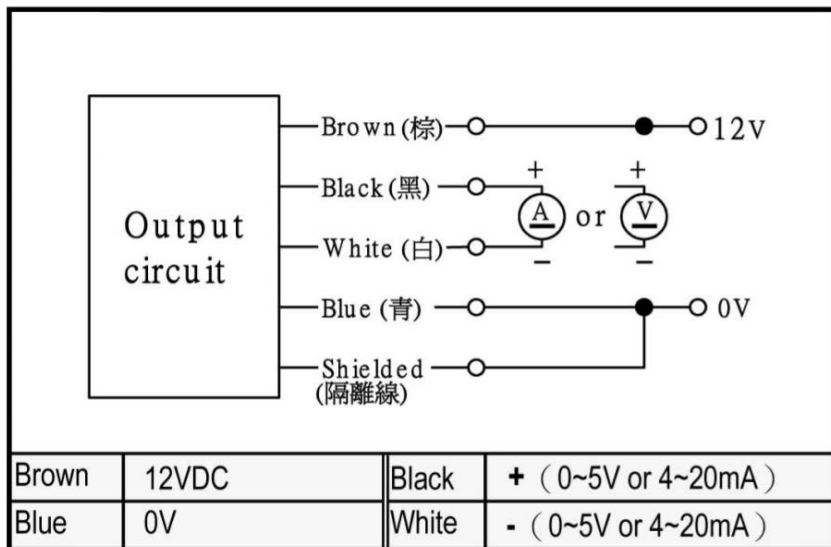 Output
circuit
Brown (棕)
12V
Black (黑)
+
+
A
or
V
White (白)
-
-
Blue (青)
0V
Shielded
(隔離線)
Brown 12VDC Black + (0~5V or 4~20mA)
Blue 0V White - (0~5V or 4~20mA)